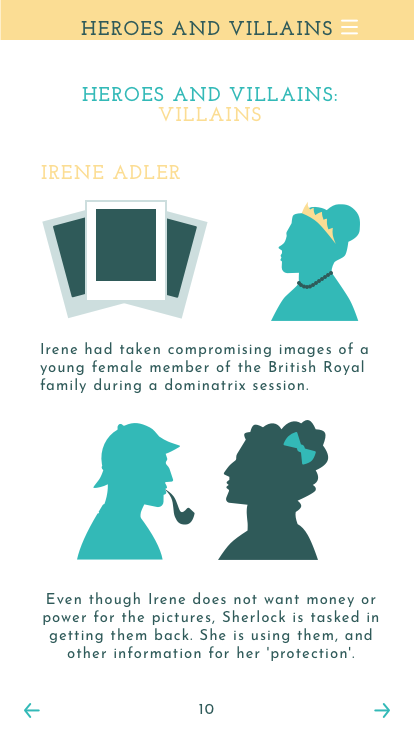 HEROES AND VILLAINS
HEROES AND VILLAINS:
VILLAINS
IRENE ADLER
Irene had taken compromising images of a
young female member of the British Royal
family during a dominatrix session.
Even though Irene does not want money or
power for the pictures, Sherlock is tasked in
getting them back. She is using them, and
other information for her 'protection'.
10